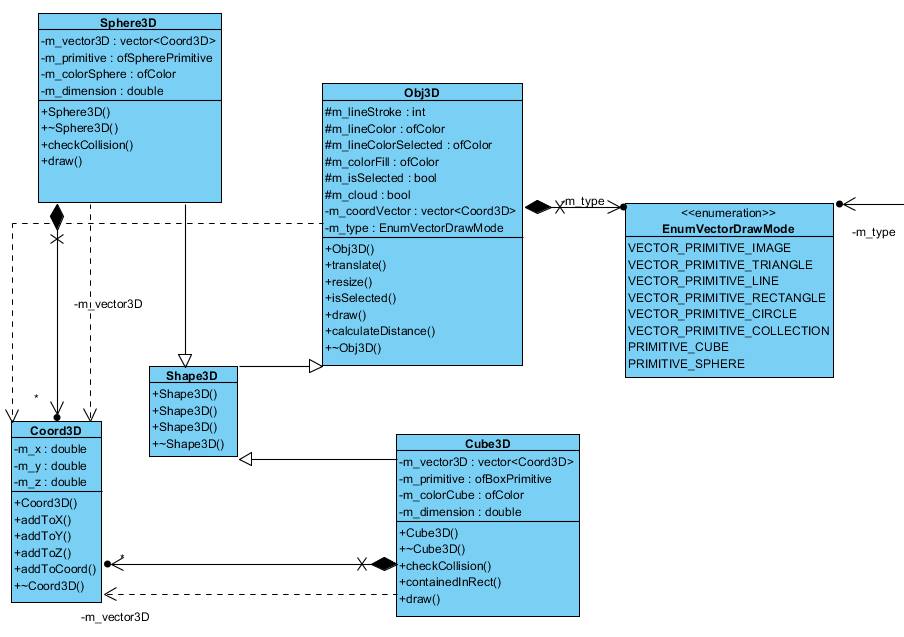 Sphere3D
-m_vector3D : vector<Coord3D>
-m_primitive : ofSpherePrimitive
-m_colorSphere : ofColor
-m_dimension : double
+Sphere3D()
+~Sphere3D()
+checkCollision()
+draw()
Obj3D
#m_lineStroke : int
#m_lineColor : ofColor
#m_lineColorSelected : ofColor
#m_colorFill : ofColor
#m_isSelected : bool
#m_cloud : bool
-m_coordVector : vector<Coord3D>
-m_type : EnumVectorDrawMode
+Obj3D()
+translate()
+resize()
+isSelected()
+draw()
+calculateDistance()
+~Obj3D()
-m_type
<<enumeration>>
EnumVectorDrawMode
VECTOR_PRIMITIVE_IMAGE
VECTOR_PRIMITIVE_TRIANGLE
VECTOR_PRIMITIVE_LINE
VECTOR_PRIMITIVE_RECTANGLE
VECTOR_PRIMITIVE_CIRCLE
VECTOR_PRIMITIVE_COLLECTION
PRIMITIVE_CUBE
PRIMITIVE_SPHERE
-m_type
-m_vector3D
*
Shape3D
+Shape3D()
+Shape3D()
+Shape3D()
+~Shape3D()
Coord3D
-m_x : double
-m_y : double
-m_z : double
+Coord3D()
+addToX()
+addToY()
+addToZ()
+addToCoord()
+~Coord3D()
*
-m_vector3D
Cube3D
-m_vector3D : vector<Coord3D>
-m_primitive : ofBoxPrimitive
-m_colorCube : ofColor
-m_dimension : double
+Cube3D()
+~Cube3D()
+checkCollision()
+containedInRect()
+draw()